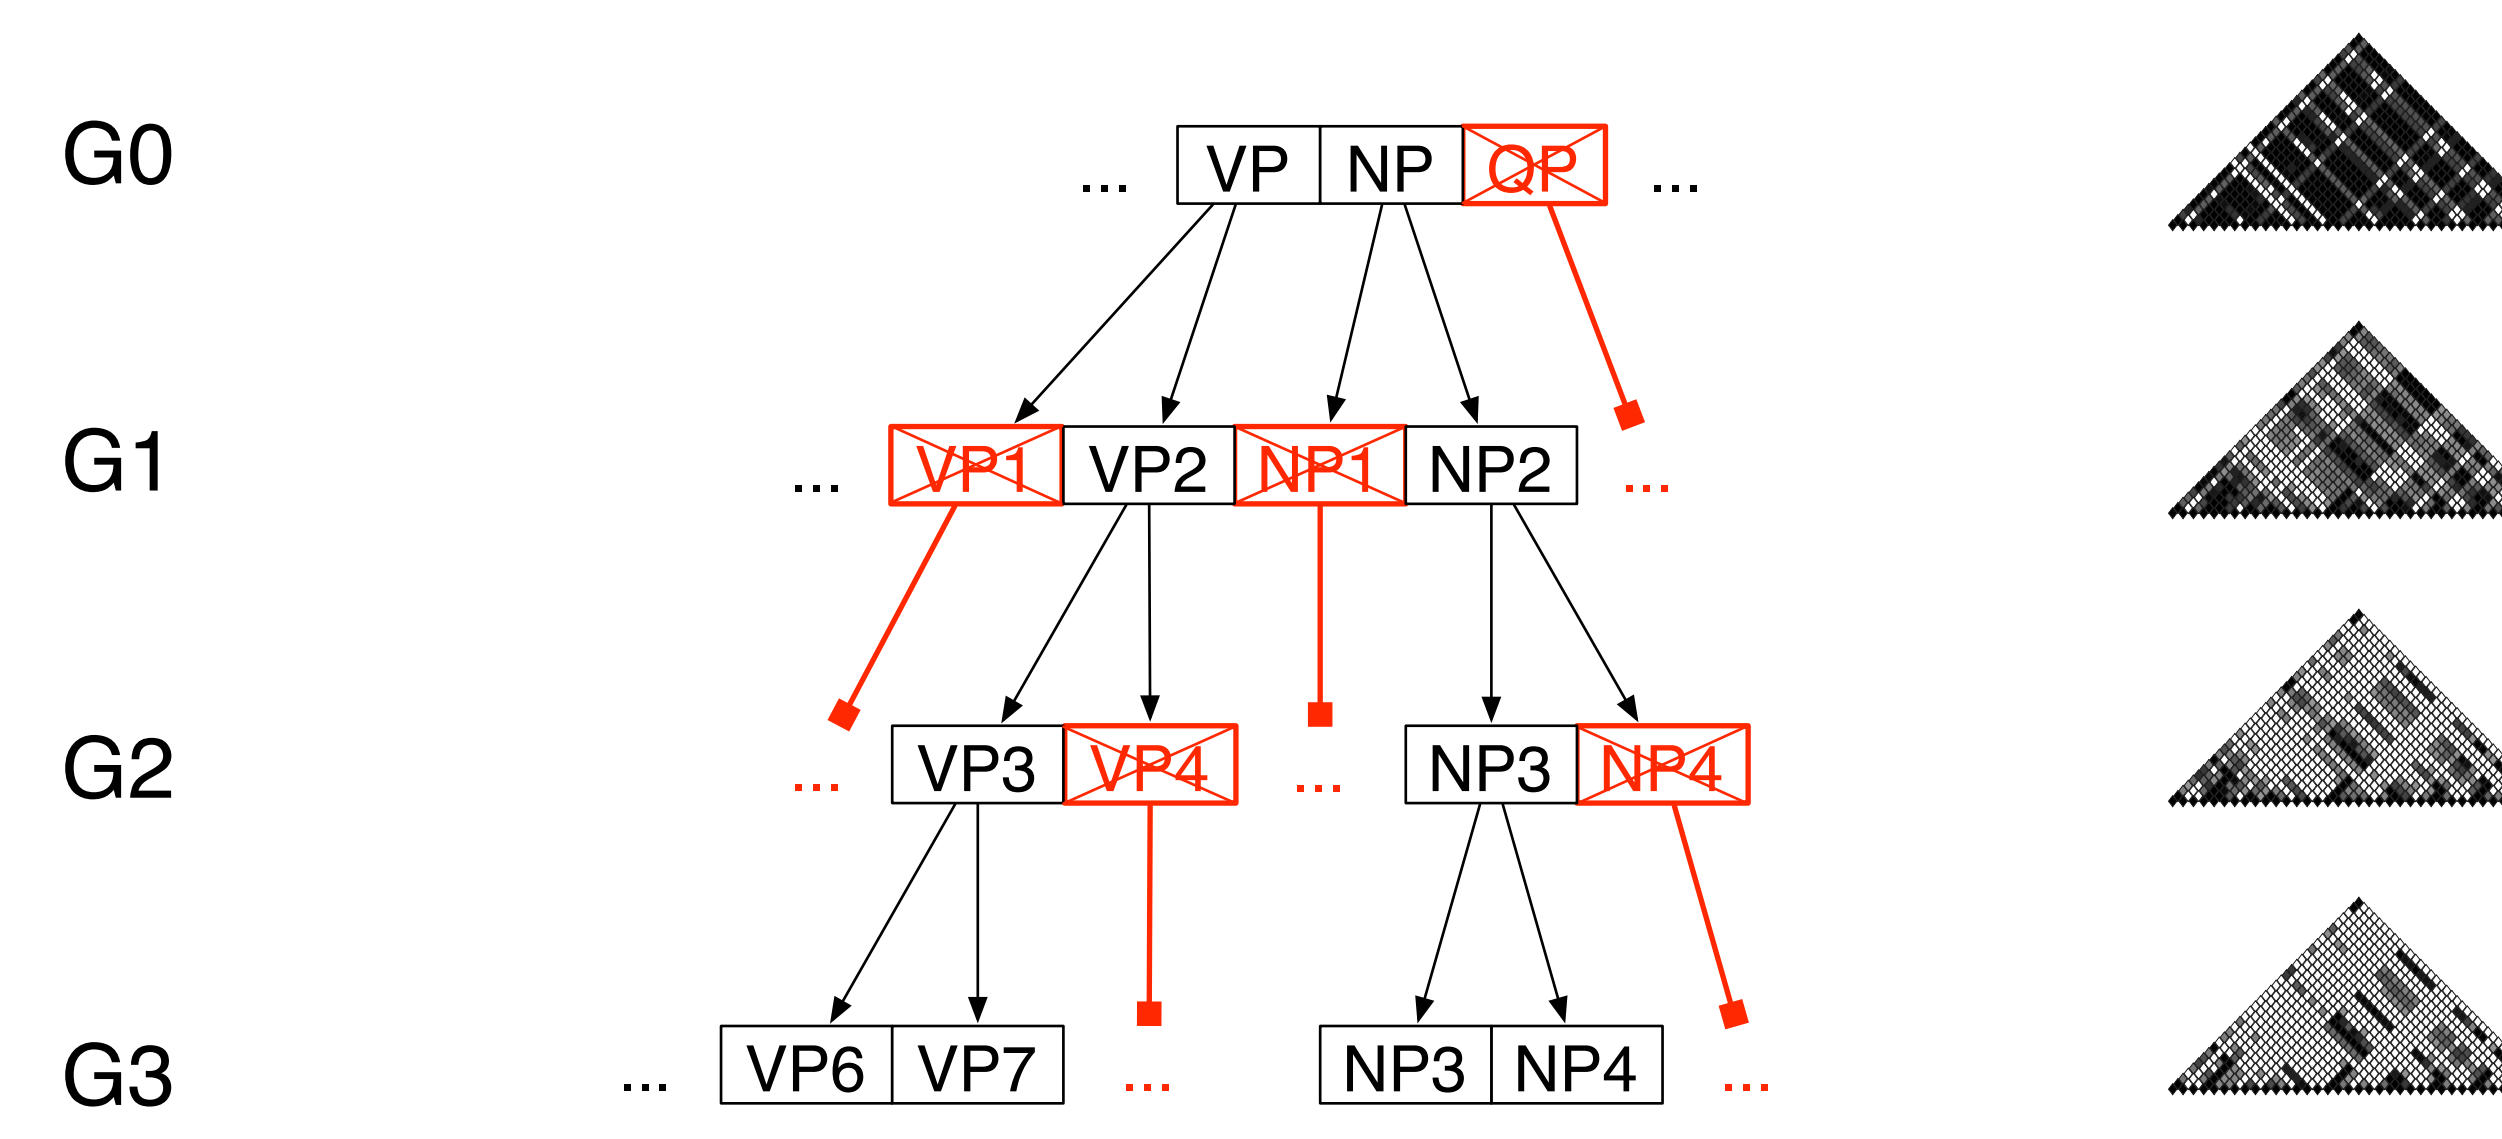 G0 ... VP NP QP ...
G1 ... VP1 VP2 NP1 NP2 ...
G2 ... VP3 VP4 ... NP3 NP4
G3 ... VP6 VP7 ... NP3 NP4 ...